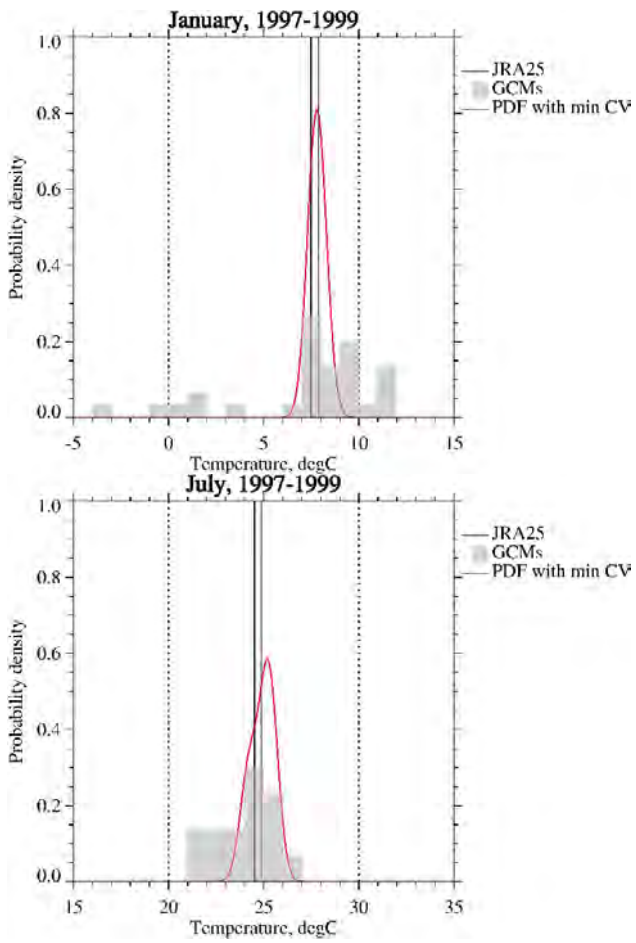 January, 1997-1999
1.0
0.8
0.6
0.4
0.2
0.0
Probability density
-5
0
5
10
15
Temperature, degC
JRA25
GCMs
PDF with min CV
July, 1997-1999
1.0
0.8
0.6
0.4
0.2
0.0
Probability density
15
20
25
30
35
Temperature, degC
JRA25
GCMs
PDF with min CV